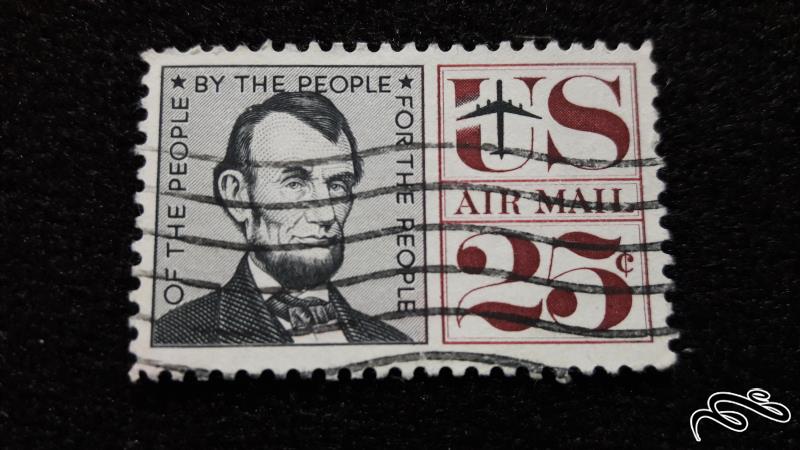 OF THE PEOPLE ★ BY THE PEOPLE ★ FOR THE PEOPLE
US
AIR MAIL
25¢